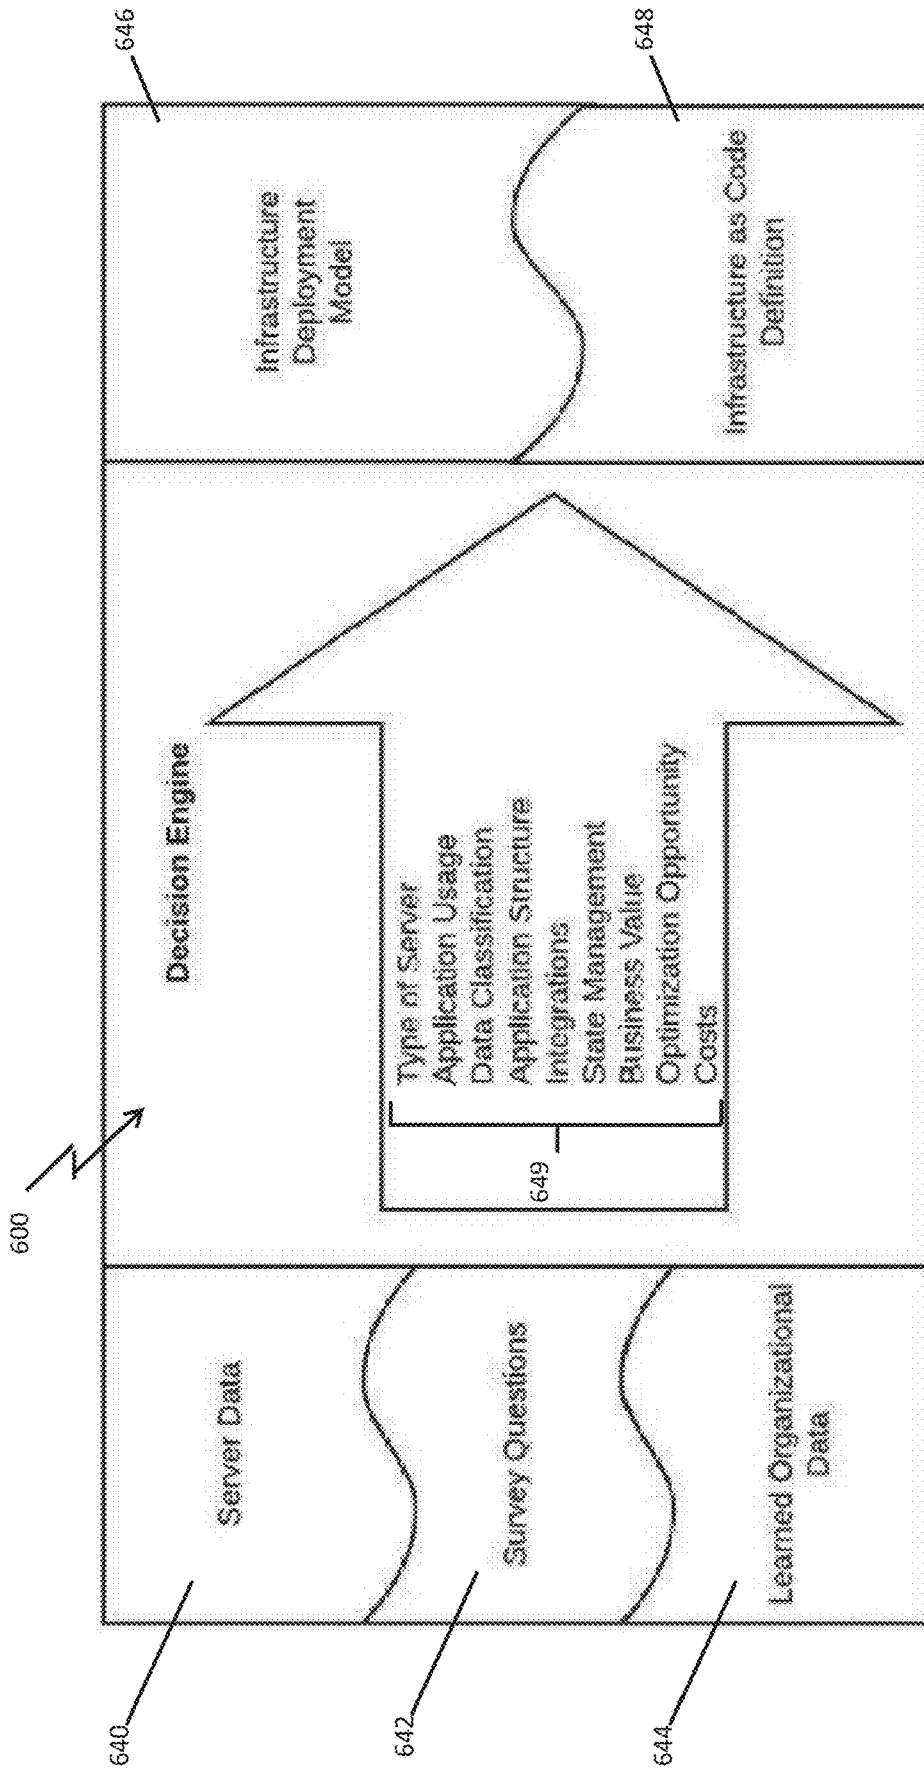 600
640
Server Data
642
Survey Questions
644
Learned Organizational
Data
Decision Engine
649
Type of Server
Application Usage
Data Classification
Application Structure
Integrations
State Management
Business Value
Optimization Opportunity
Costs
646
Infrastructure
Deployment
Model
648
Infrastructure as Code
Definition